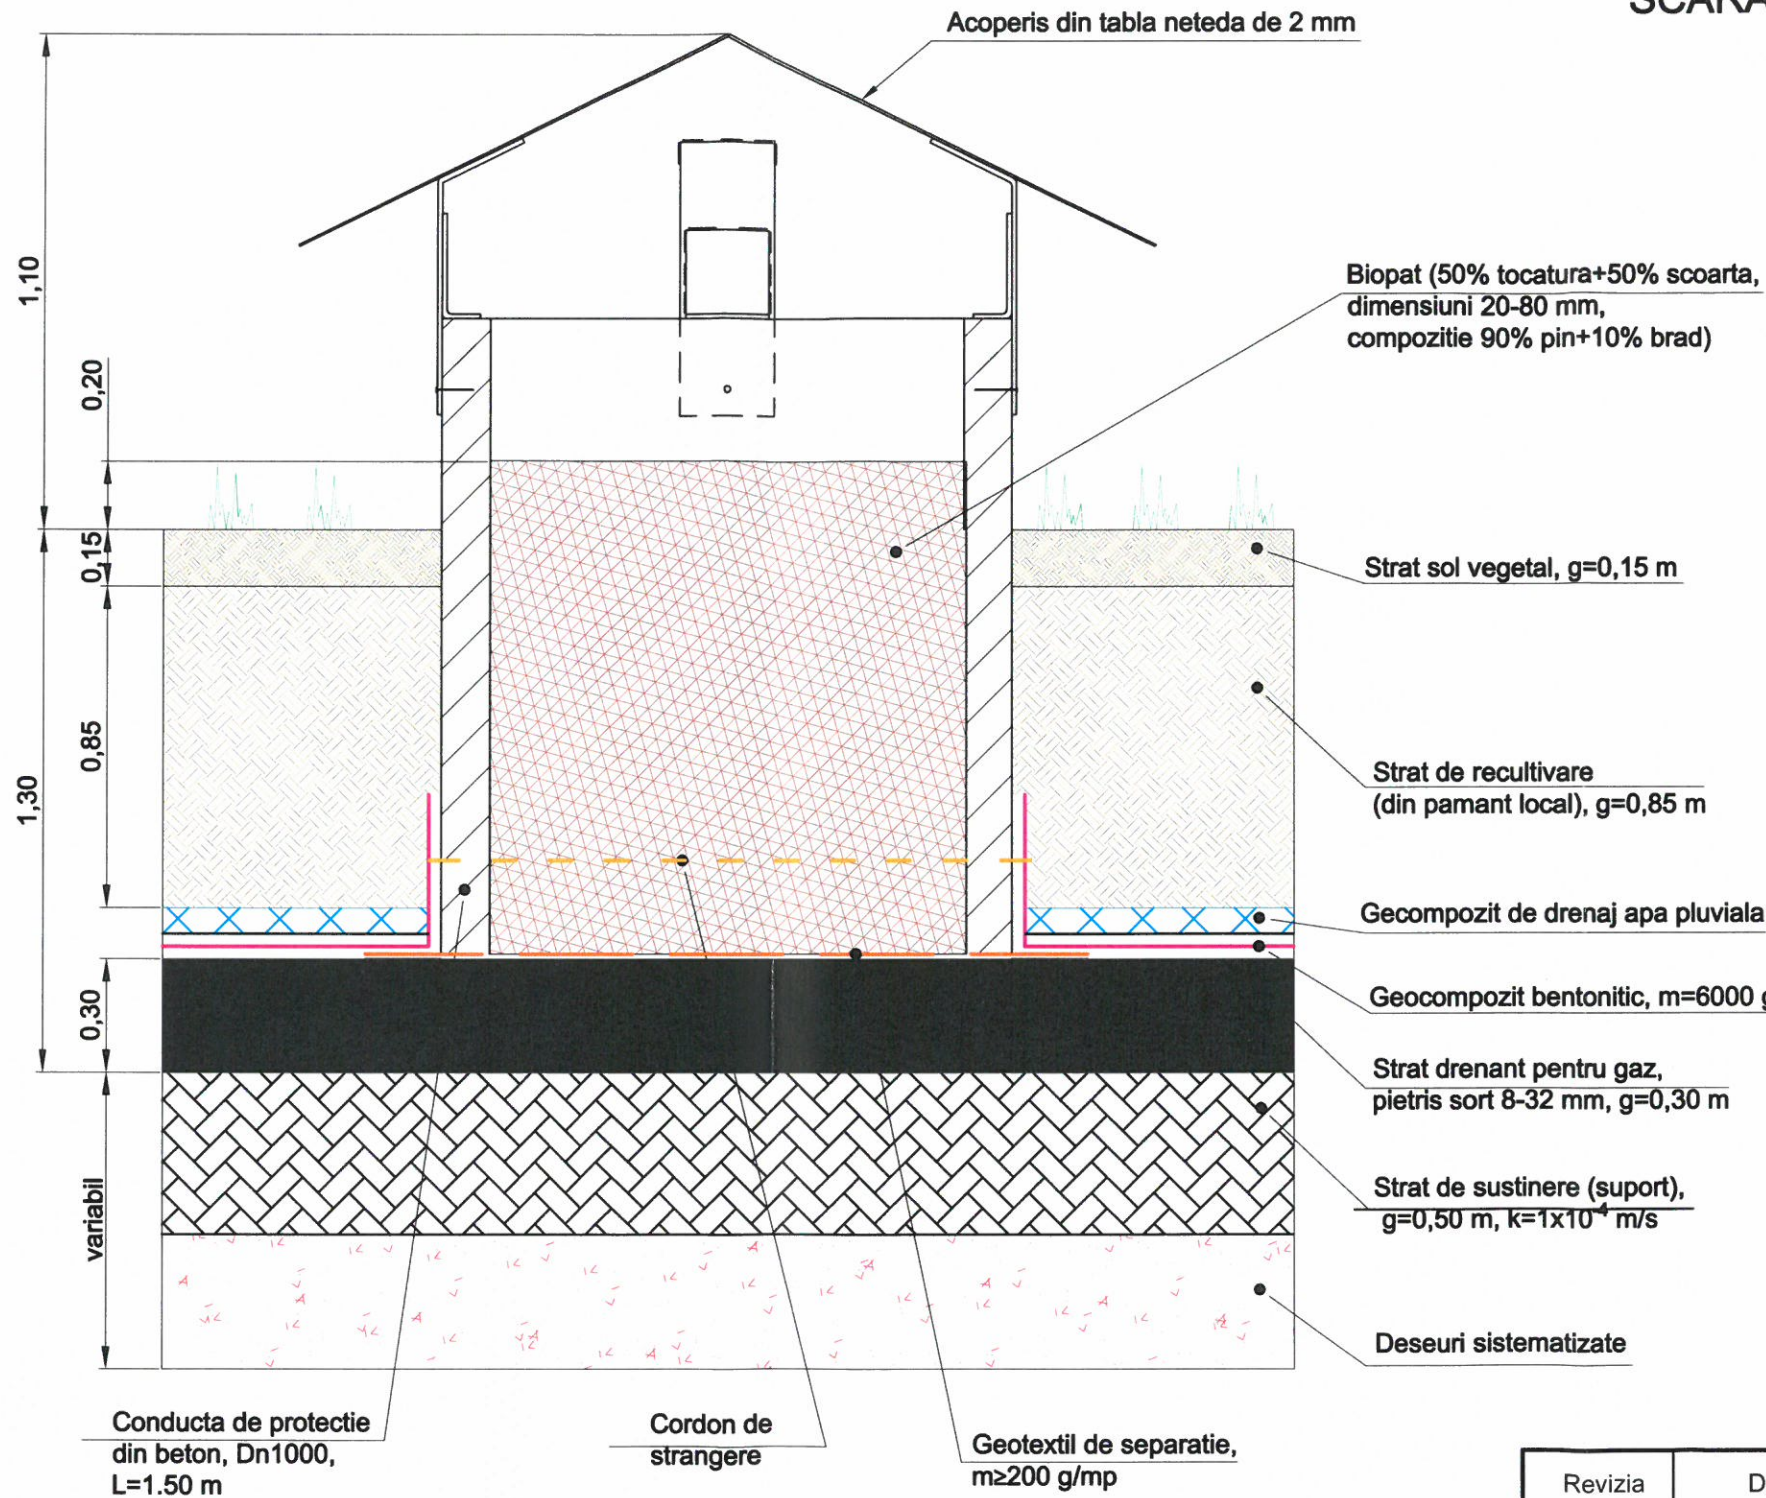 SCARA
Acoperis din tabla neteda de 2 mm
1,10
Biopat (50% tocatura+50% scoarta,
dimensiuni 20-80 mm,
compozitie 90% pin+10% brad)
0,20
0,15
Strat sol vegetal, g=0,15 m
0,85
1,30
Strat de recultivare
(din pamant local), g=0,85 m
Gecompozit de drenaj apa pluviala
Geocompozit bentonitic, m=6000 g
0,30
Strat drenant pentru gaz,
pietris sort 8-32 mm, g=0,30 m
variabil
Strat de sustinere (suport),
g=0,50 m, k=1x10⁻⁴ m/s
Deseuri sistematizate
Conducta de protectie
din beton, Dn1000,
L=1.50 m
Cordon de
strangere
Geotextil de separatie,
m≥200 g/mp
Revizia
D